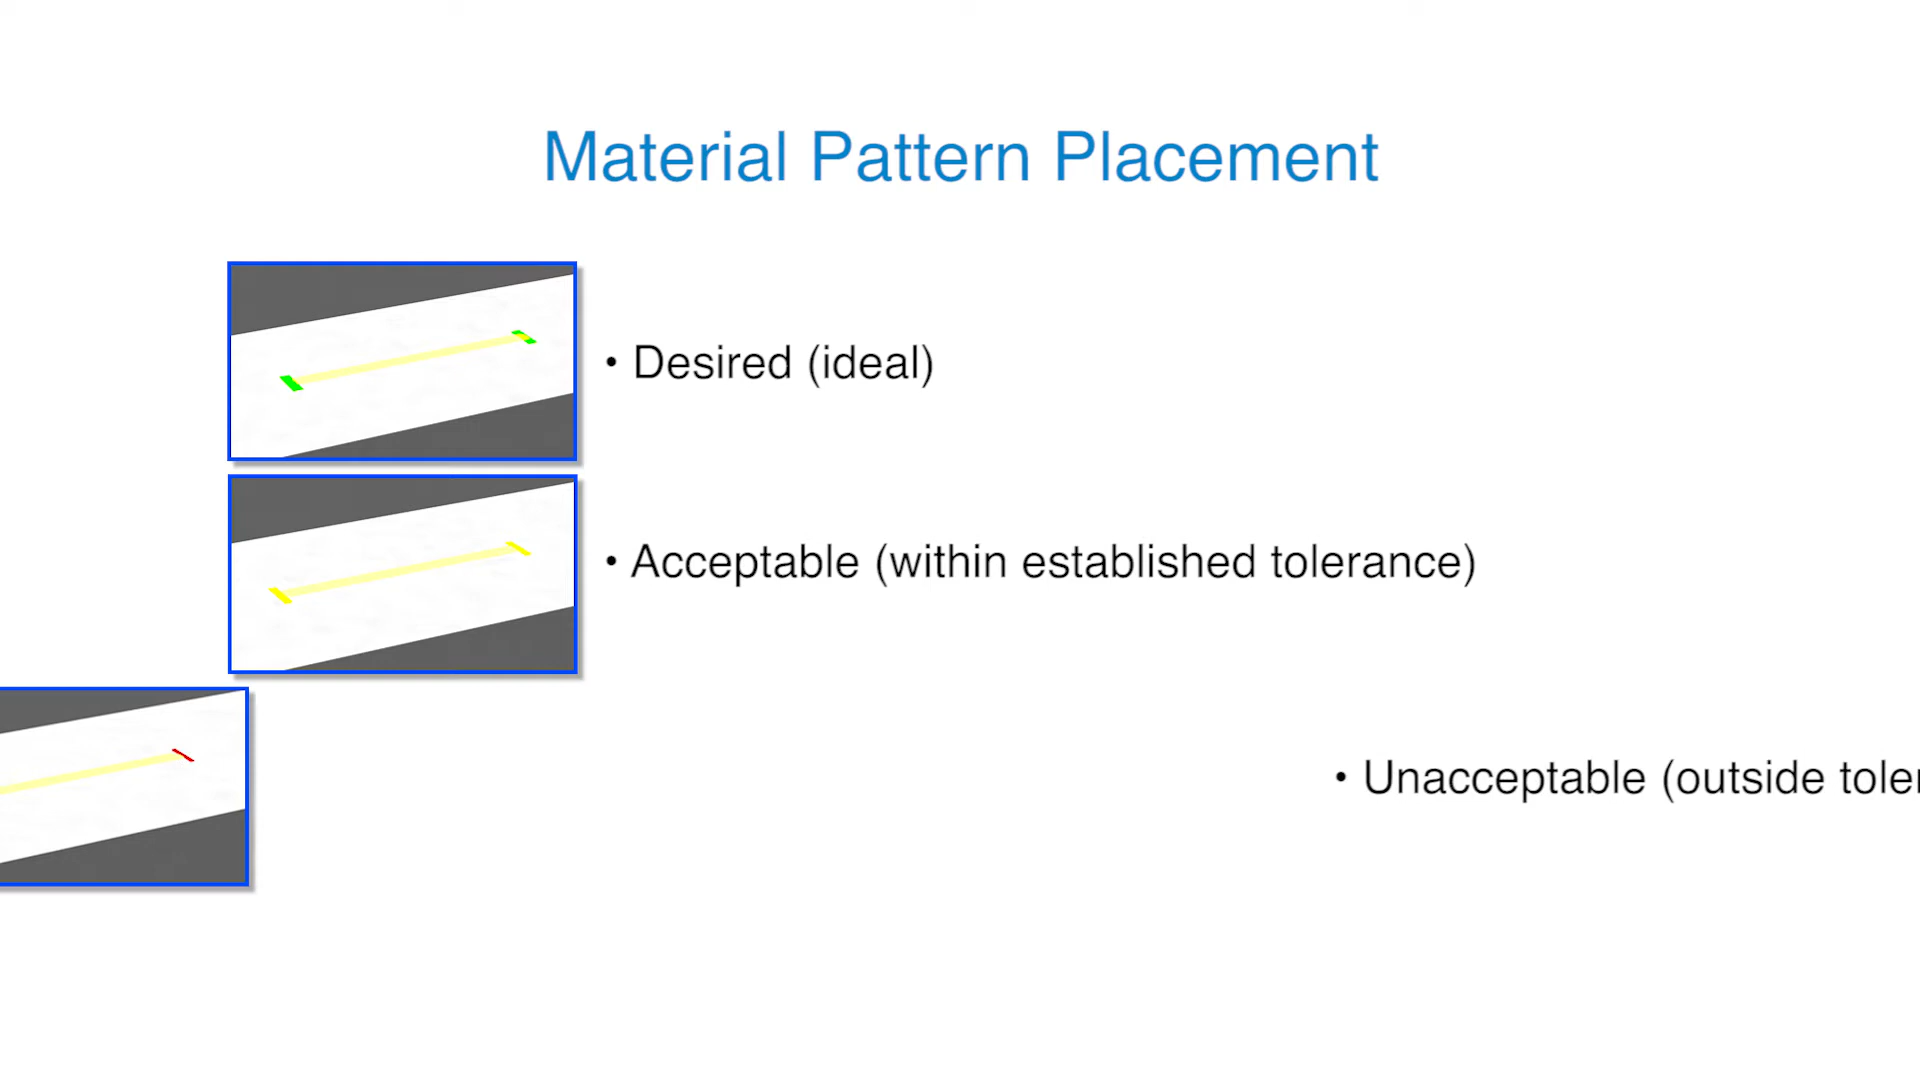 Material Pattern Placement
• Desired (ideal)
• Acceptable (within established tolerance)
• Unacceptable (outside